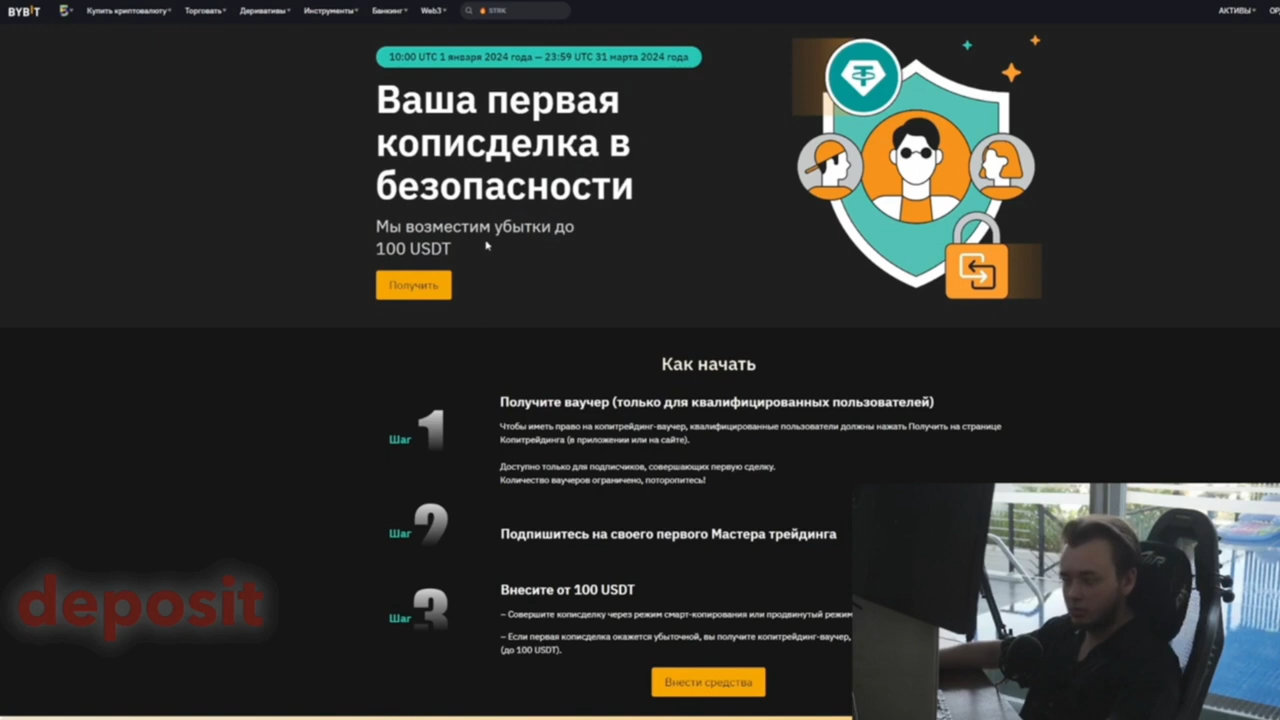 BYBIT
Купить криптовалюту
Торговать
Деривативы
Инструменты
Банкинг
Web3
STRK
АКТИВЫ
ОР
10:00 UTC 1 января 2024 года — 23:59 UTC 31 марта 2024 года
Ваша первая
кописделка в
безопасности
Мы возместим убытки до
100 USDT
Получить
Как начать
Шаг 1
Получите ваучер (только для квалифицированных пользователей)
Чтобы иметь право на копитрейдинг-ваучер, квалифицированные пользователи должны нажать Получить на странице
Копитрейдинга (в приложении или на сайте).
Доступно только для подписчиков, совершающих первую сделку.
Количество ваучеров ограничено, поторопитесь!
Шаг 2
Подпишитесь на своего первого Мастера трейдинга
Шаг 3
Внесите от 100 USDT
– Совершите кописделку через режим смарт-копирования или продвинутый режим
– Если первая кописделка окажется убыточной, вы получите копитрейдинг-ваучер,
(до 100 USDT).
Внести средства
deposit